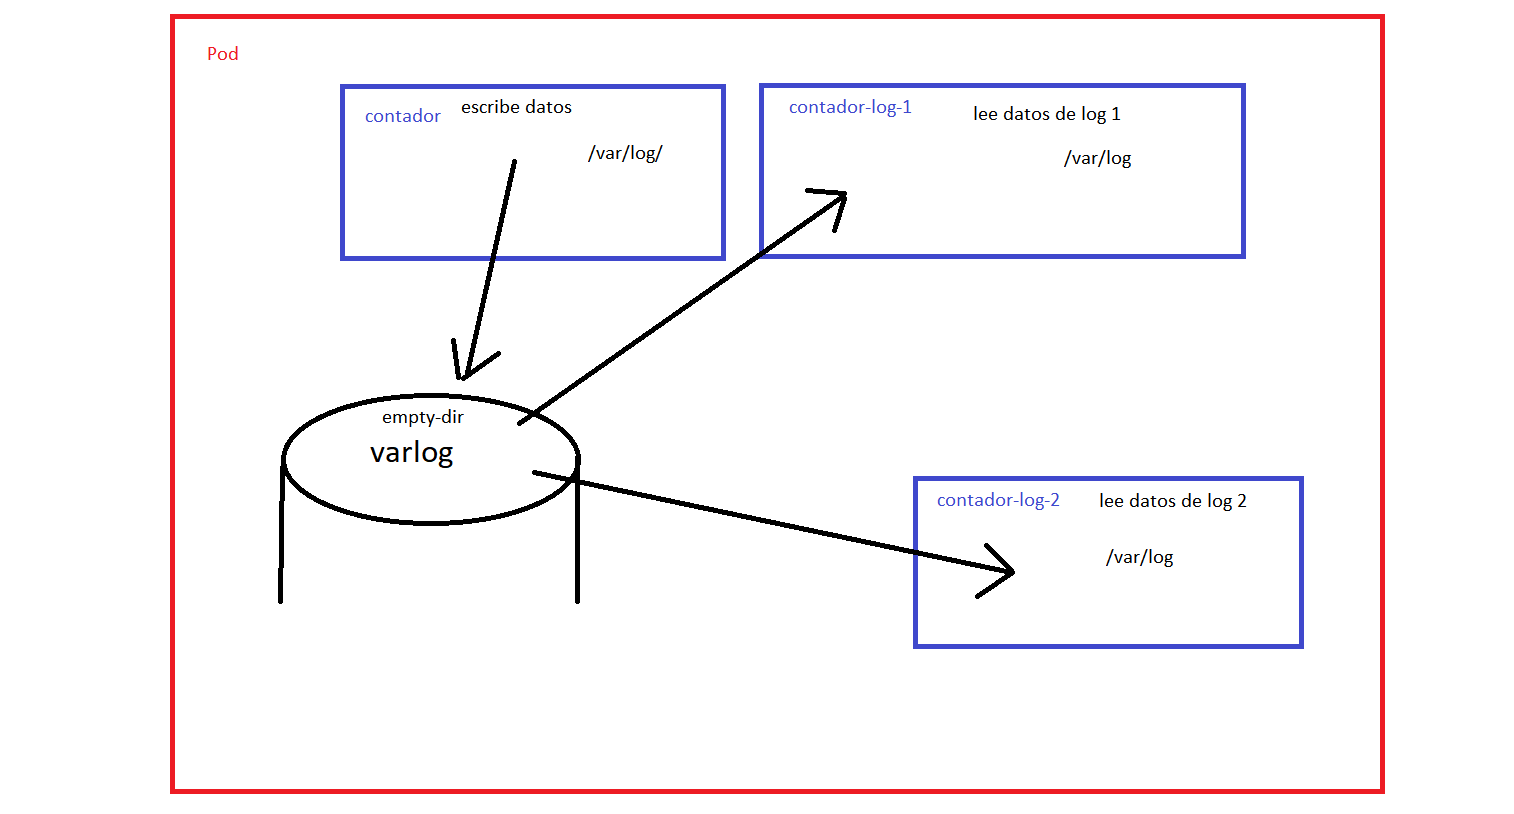 Pod
contador
escribe datos
/var/log/
contador-log-1
lee datos de log 1
/var/log
empty-dir
varlog
contador-log-2
lee datos de log 2
/var/log